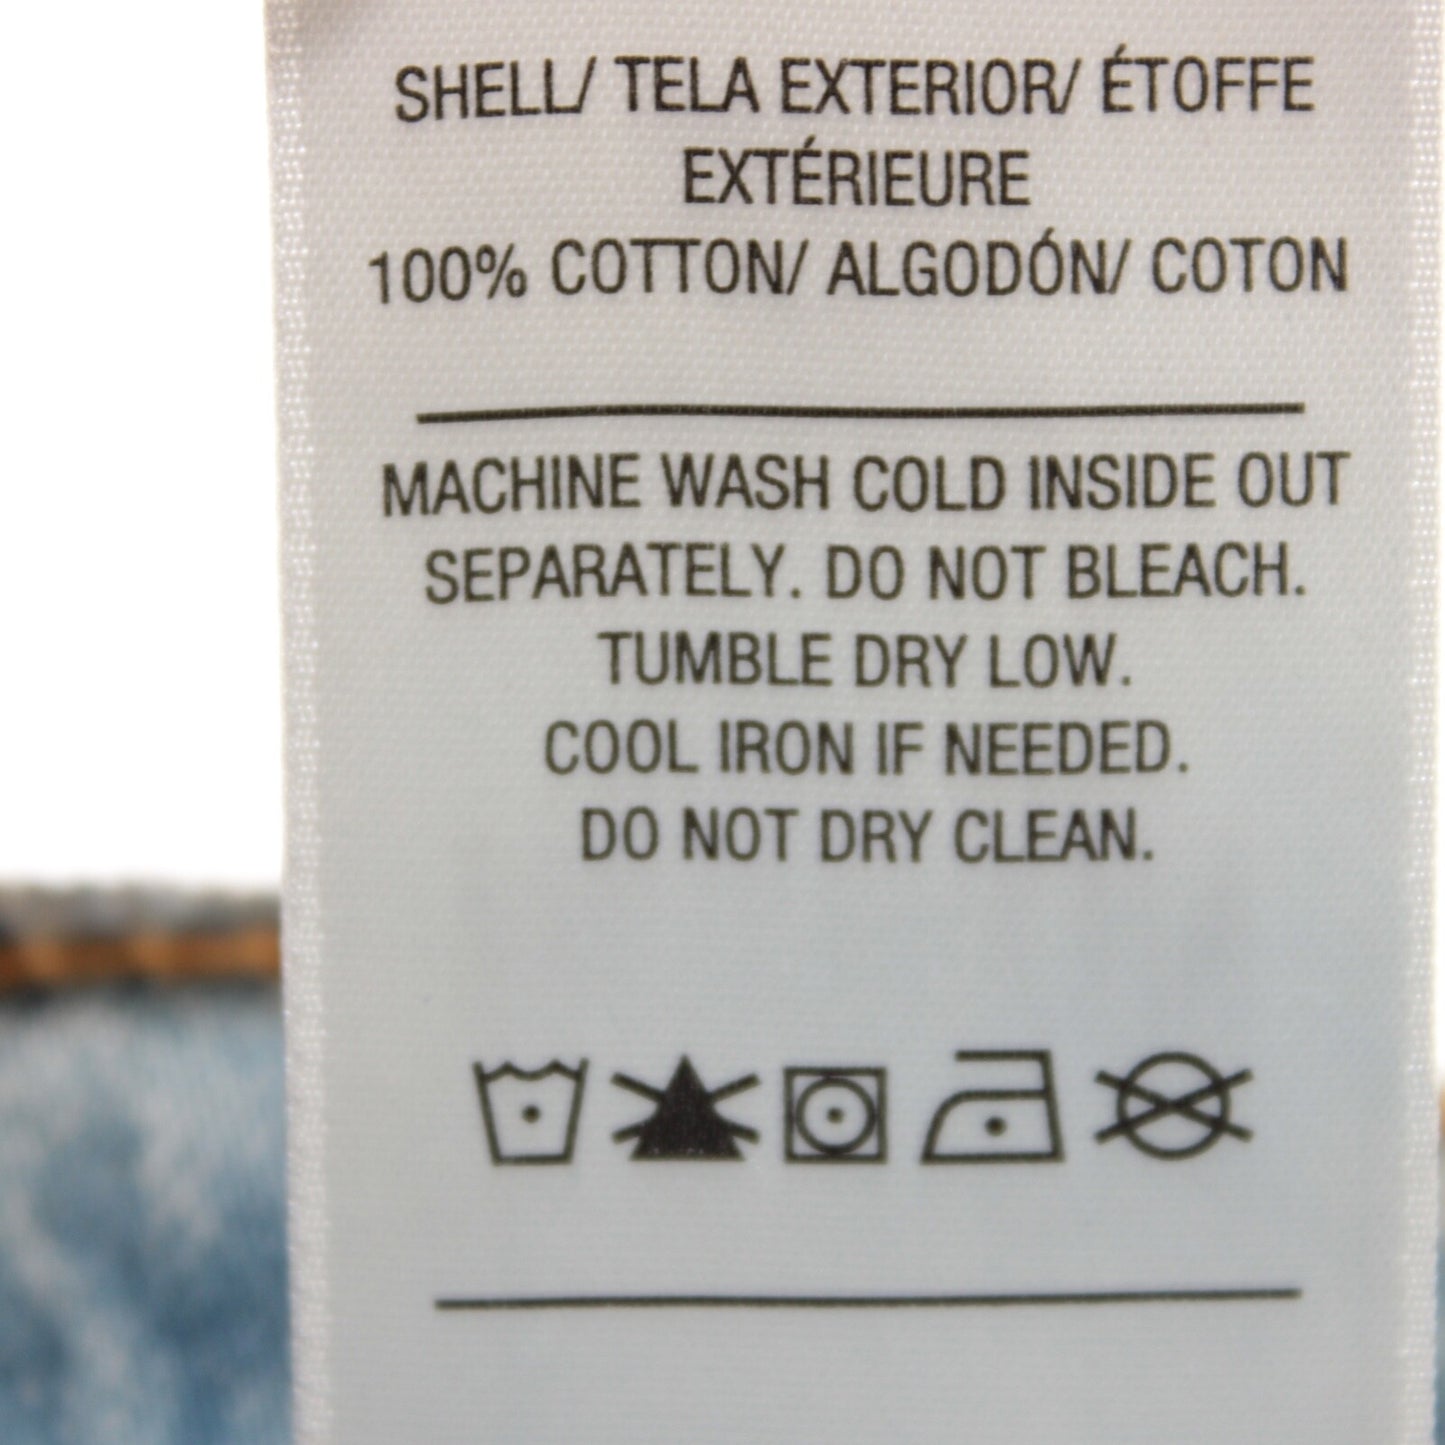 SHELL/ TELA EXTERIOR/ ÉTOFFE
EXTÉRIEURE
100% COTTON/ ALGODÓN/ COTON
MACHINE WASH COLD INSIDE OUT
SEPARATELY. DO NOT BLEACH.
TUMBLE DRY LOW.
COOL IRON IF NEEDED.
DO NOT DRY CLEAN.